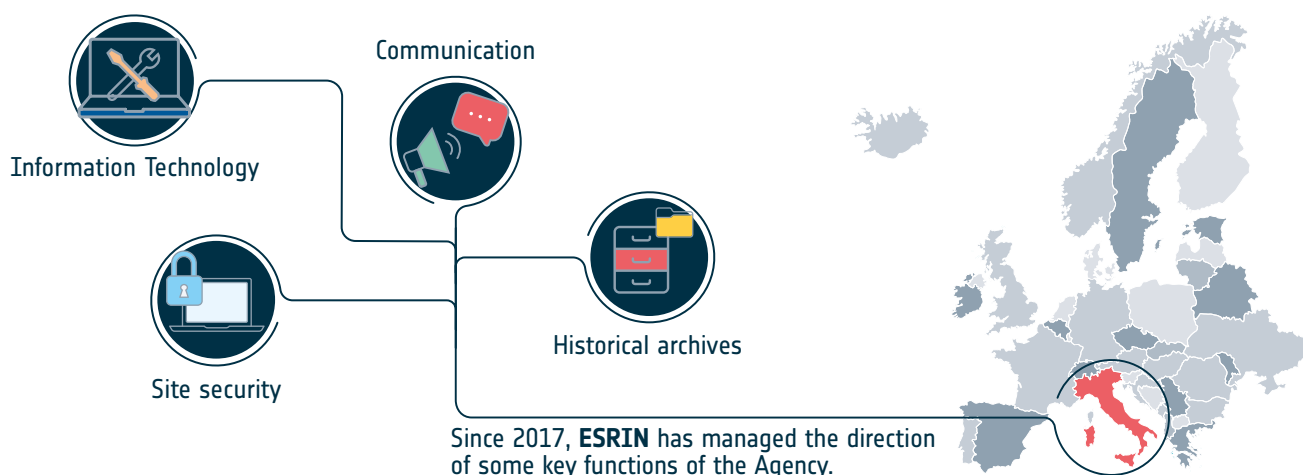 Communication
Information Technology
Historical archives
Site security
Since 2017, ESRIN has managed the direction
of some key functions of the Agency.